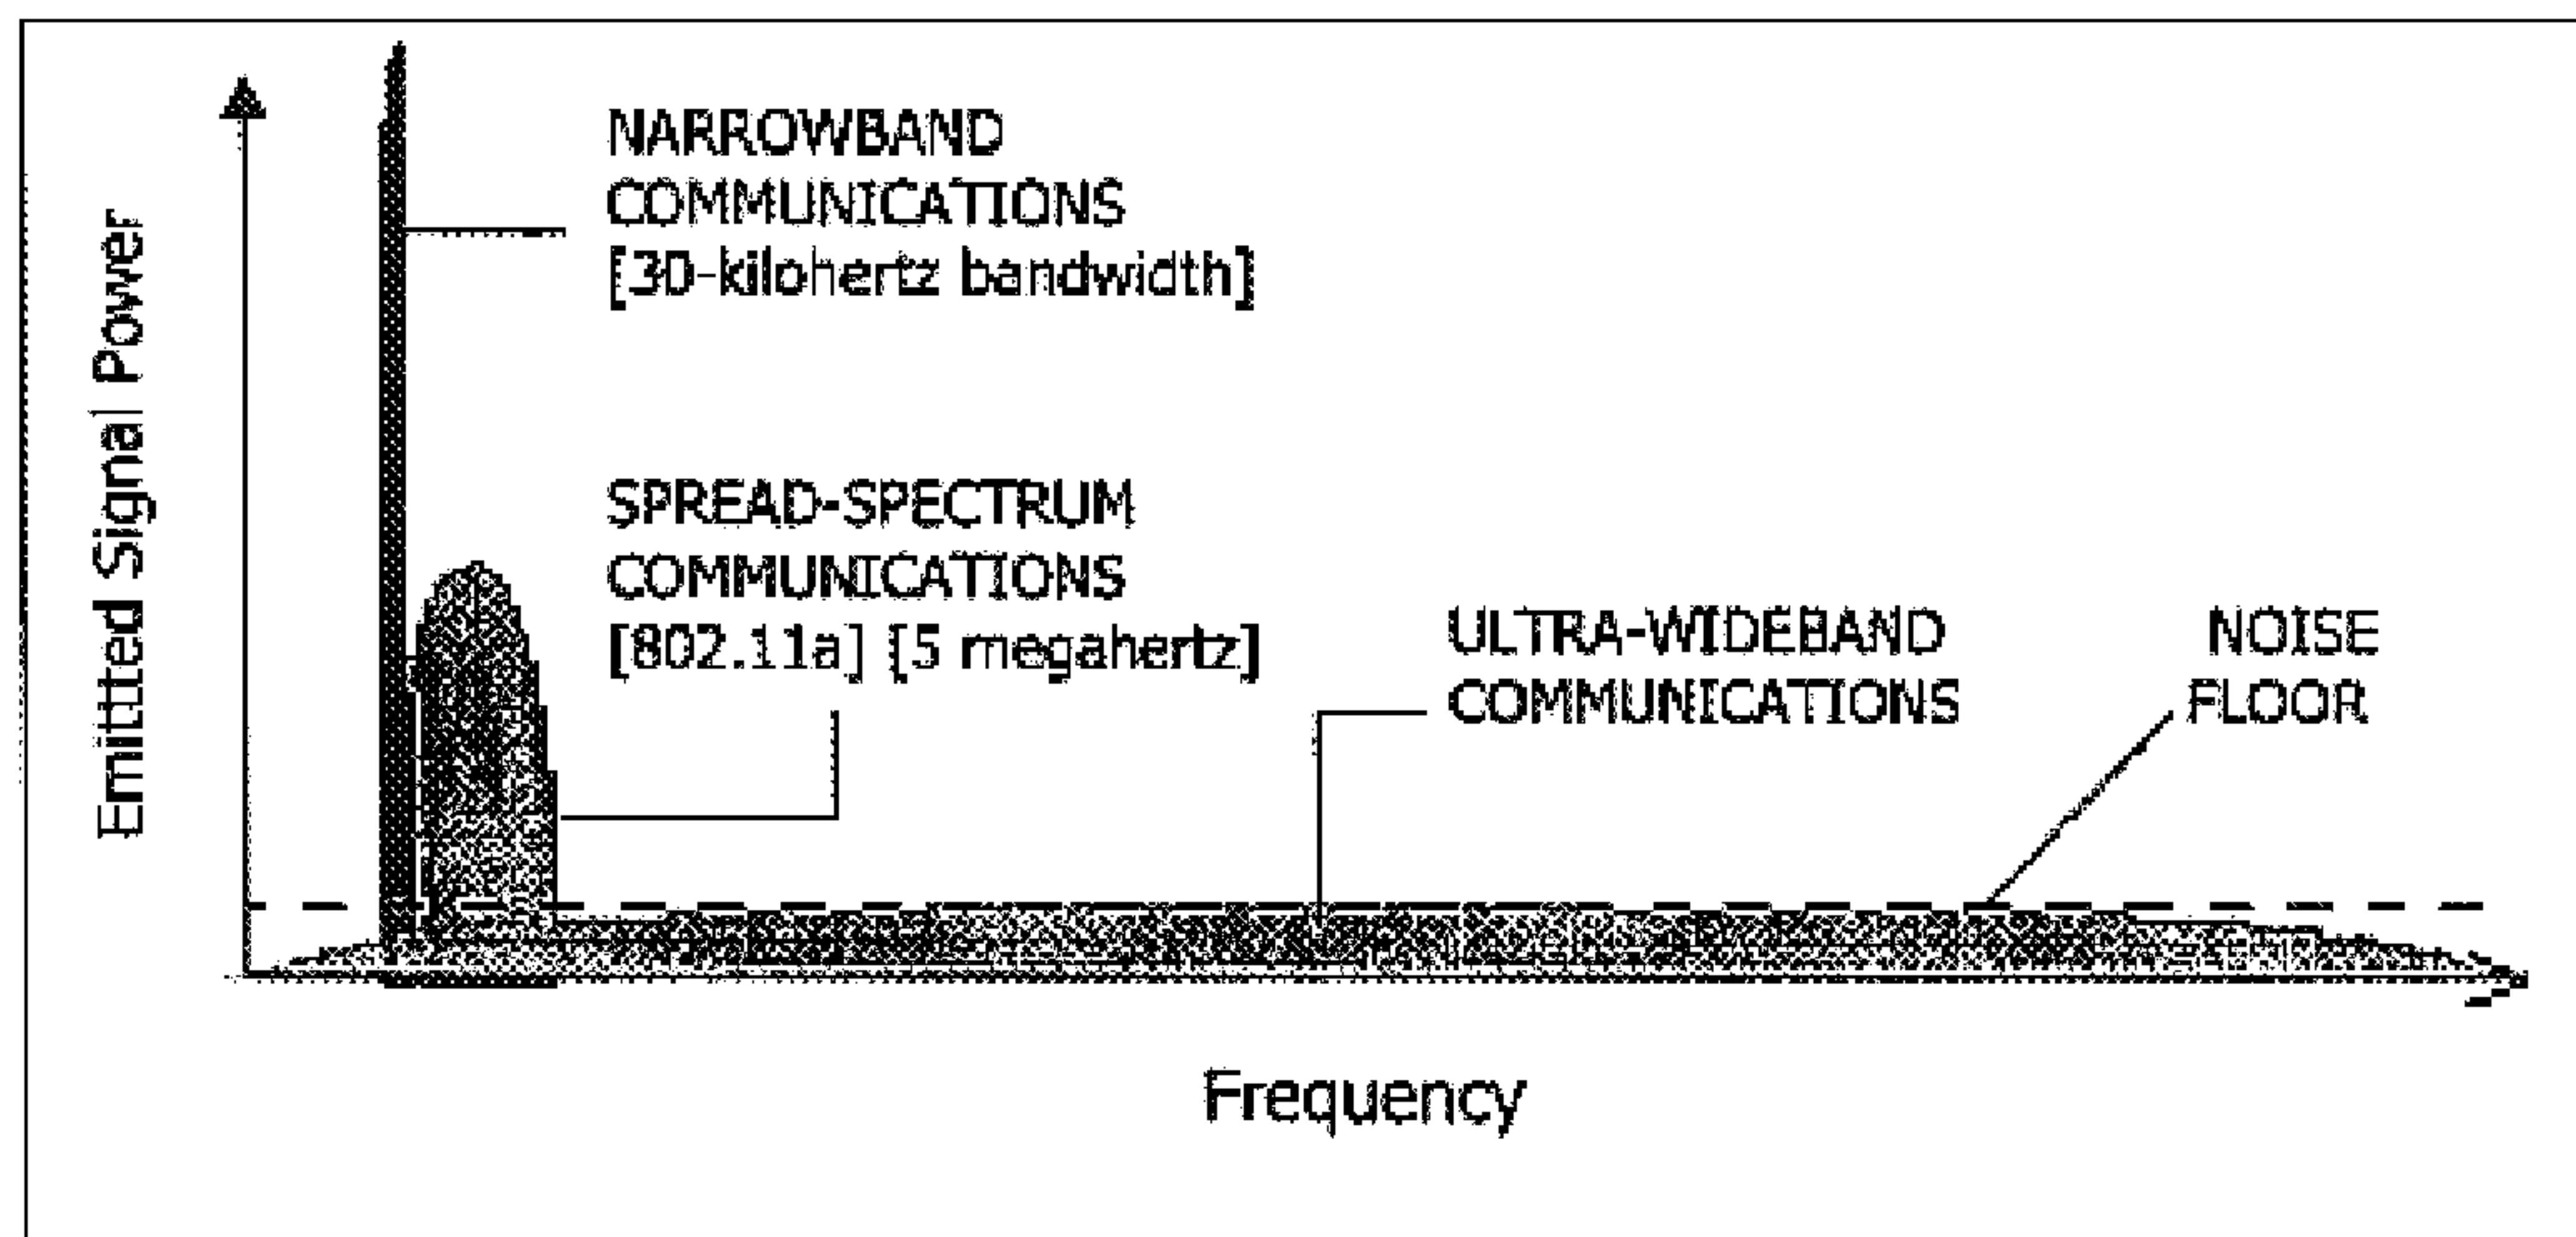 Emitted Signal Power
NARROWBAND
COMMUNICATIONS
[30-kilohertz bandwidth]
SPREAD-SPECTRUM
COMMUNICATIONS
[802.11a] [5 megahertz]
ULTRA-WIDEBAND
COMMUNICATIONS
NOISE
FLOOR
Frequency